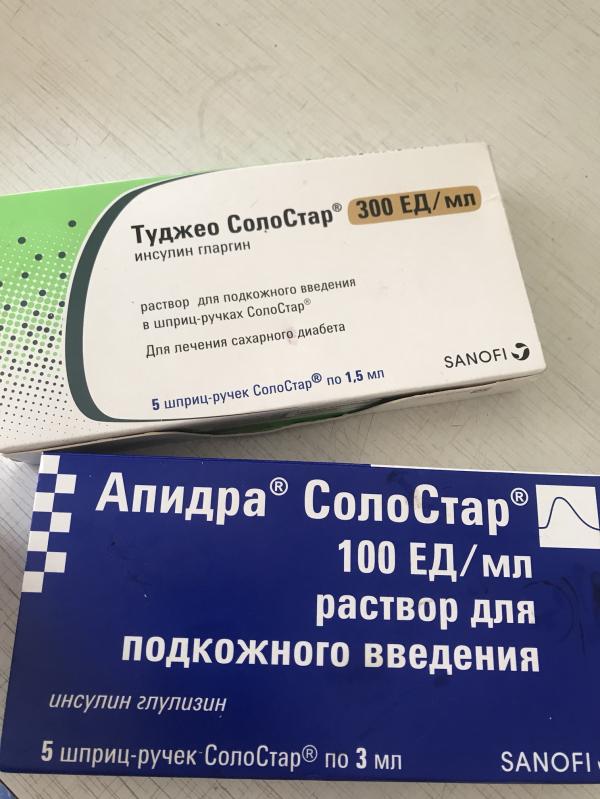 Туджео СолоСтар® 300 ЕД/мл
инсулин гларгин
раствор для подкожного введения
в шприц-ручках СолоСтар®
Для лечения сахарного диабета
SANOFI
5 шприц-ручек СолоСтар® по 1,5 мл
Апидра® СолоСтар®
100 ЕД/мл
раствор для
подкожного введения
инсулин глулизин
5 шприц-ручек СолоСтар® по 3 мл
SANOFI